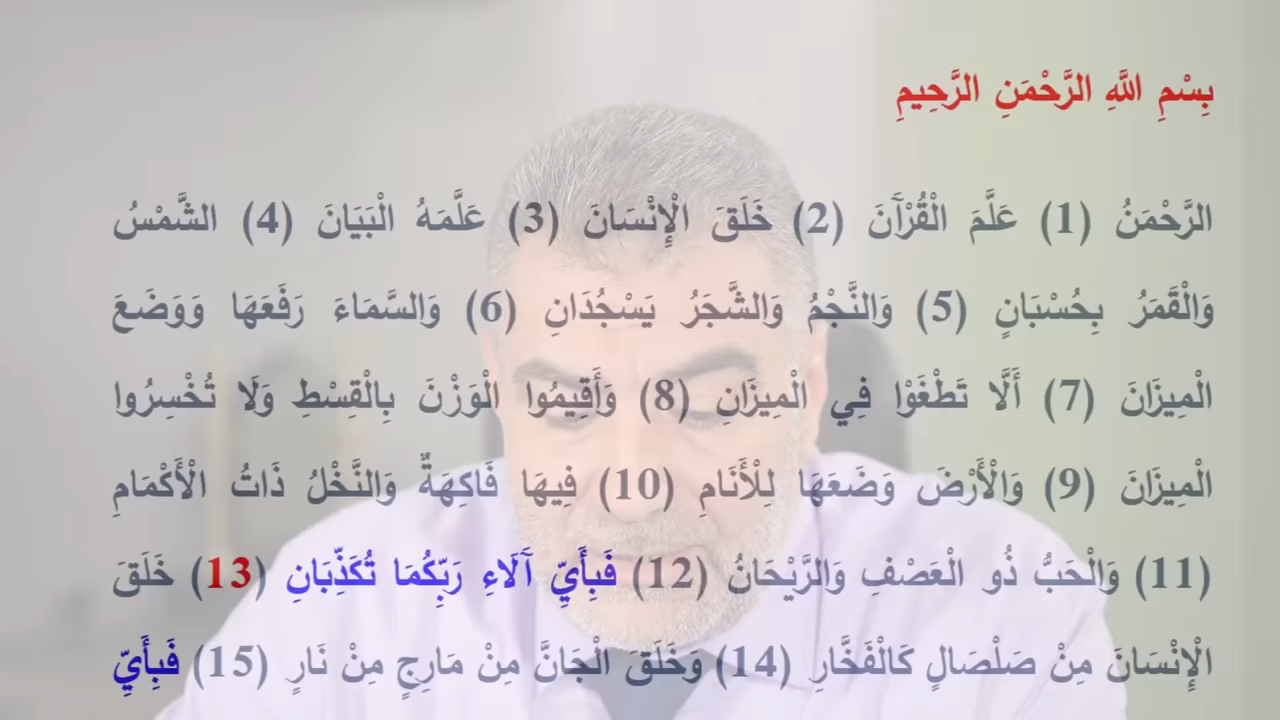 بِسْمِ اللَّهِ الرَّحْمَنِ الرَّحِيمِ
الرَّحْمَنُ (1) عَلَّمَ الْقُرْآَنَ (2) خَلَقَ الْإِنْسَانَ (3) عَلَّمَهُ الْبَيَانَ (4) الشَّمْسُ
وَالْقَمَرُ بِحُسْبَانٍ (5) وَالنَّجْمُ وَالشَّجَرُ يَسْجُدَانِ (6) وَالسَّمَاءَ رَفَعَهَا وَوَضَعَ
الْمِيزَانَ (7) أَلَّا تَطْغَوْا فِي الْمِيزَانِ (8) وَأَقِيمُوا الْوَزْنَ بِالْقِسْطِ وَلَا تُخْسِرُوا
الْمِيزَانَ (9) وَالْأَرْضَ وَضَعَهَا لِلْأَنَامِ (10) فِيهَا فَاكِهَةٌ وَالنَّخْلُ ذَاتُ الْأَكْمَامِ
(11) وَالْحَبُّ ذُو الْعَصْفِ وَالرَّيْحَانُ (12) فَبِأَيِّ آَلَاءِ رَبِّكُمَا تُكَذِّبَانِ (13) خَلَقَ
الْإِنْسَانَ مِنْ صَلْصَالٍ كَالْفَخَّارِ (14) وَخَلَقَ الْجَانَّ مِنْ مَارِجٍ مِنْ نَارٍ (15) فَبِأَيِّ